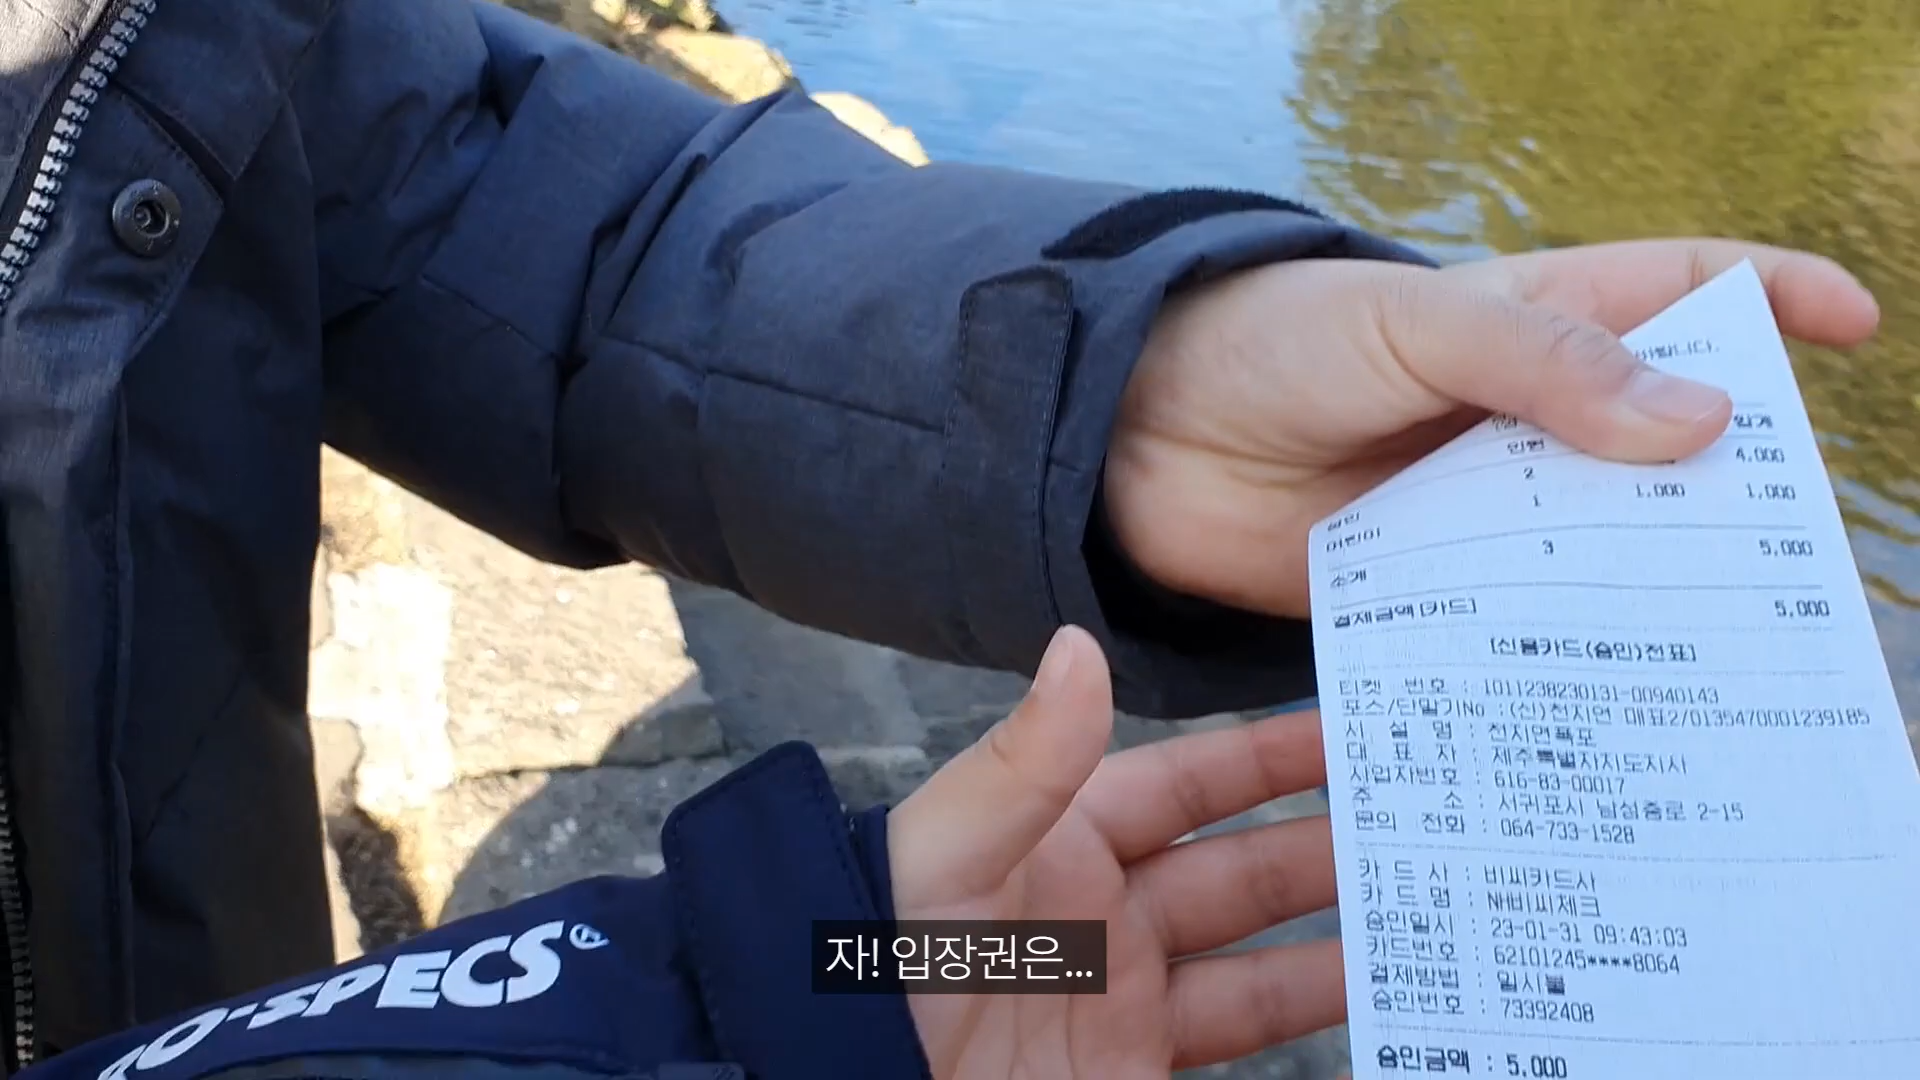 바랍니다.
인원 합계
2 4,000
어린이 1 1,000 1,000
소계 3 5,000
결제금액[카드] 5,000
[신용카드(승인)전표]
티켓 번호 : 1011238230131-00940143
포스/단말기No :(신)천지연 매표2/0135470001239185
시 설 명 : 천지연폭포
대 표 자 : 제주특별자치도지사
사업자번호 : 616-83-00017
주 소 : 서귀포시 남성중로 2-15
문의 전화 : 064-733-1528
카 드 사 : 비씨카드사
카 드 명 : NH비씨체크
승인일시 : 23-01-31 09:43:03
카드번호 : 62101245****8064
결제방법 : 일시불
승인번호 : 73392408
승인금액 : 5,000
O-SPECS
자! 입장권은...